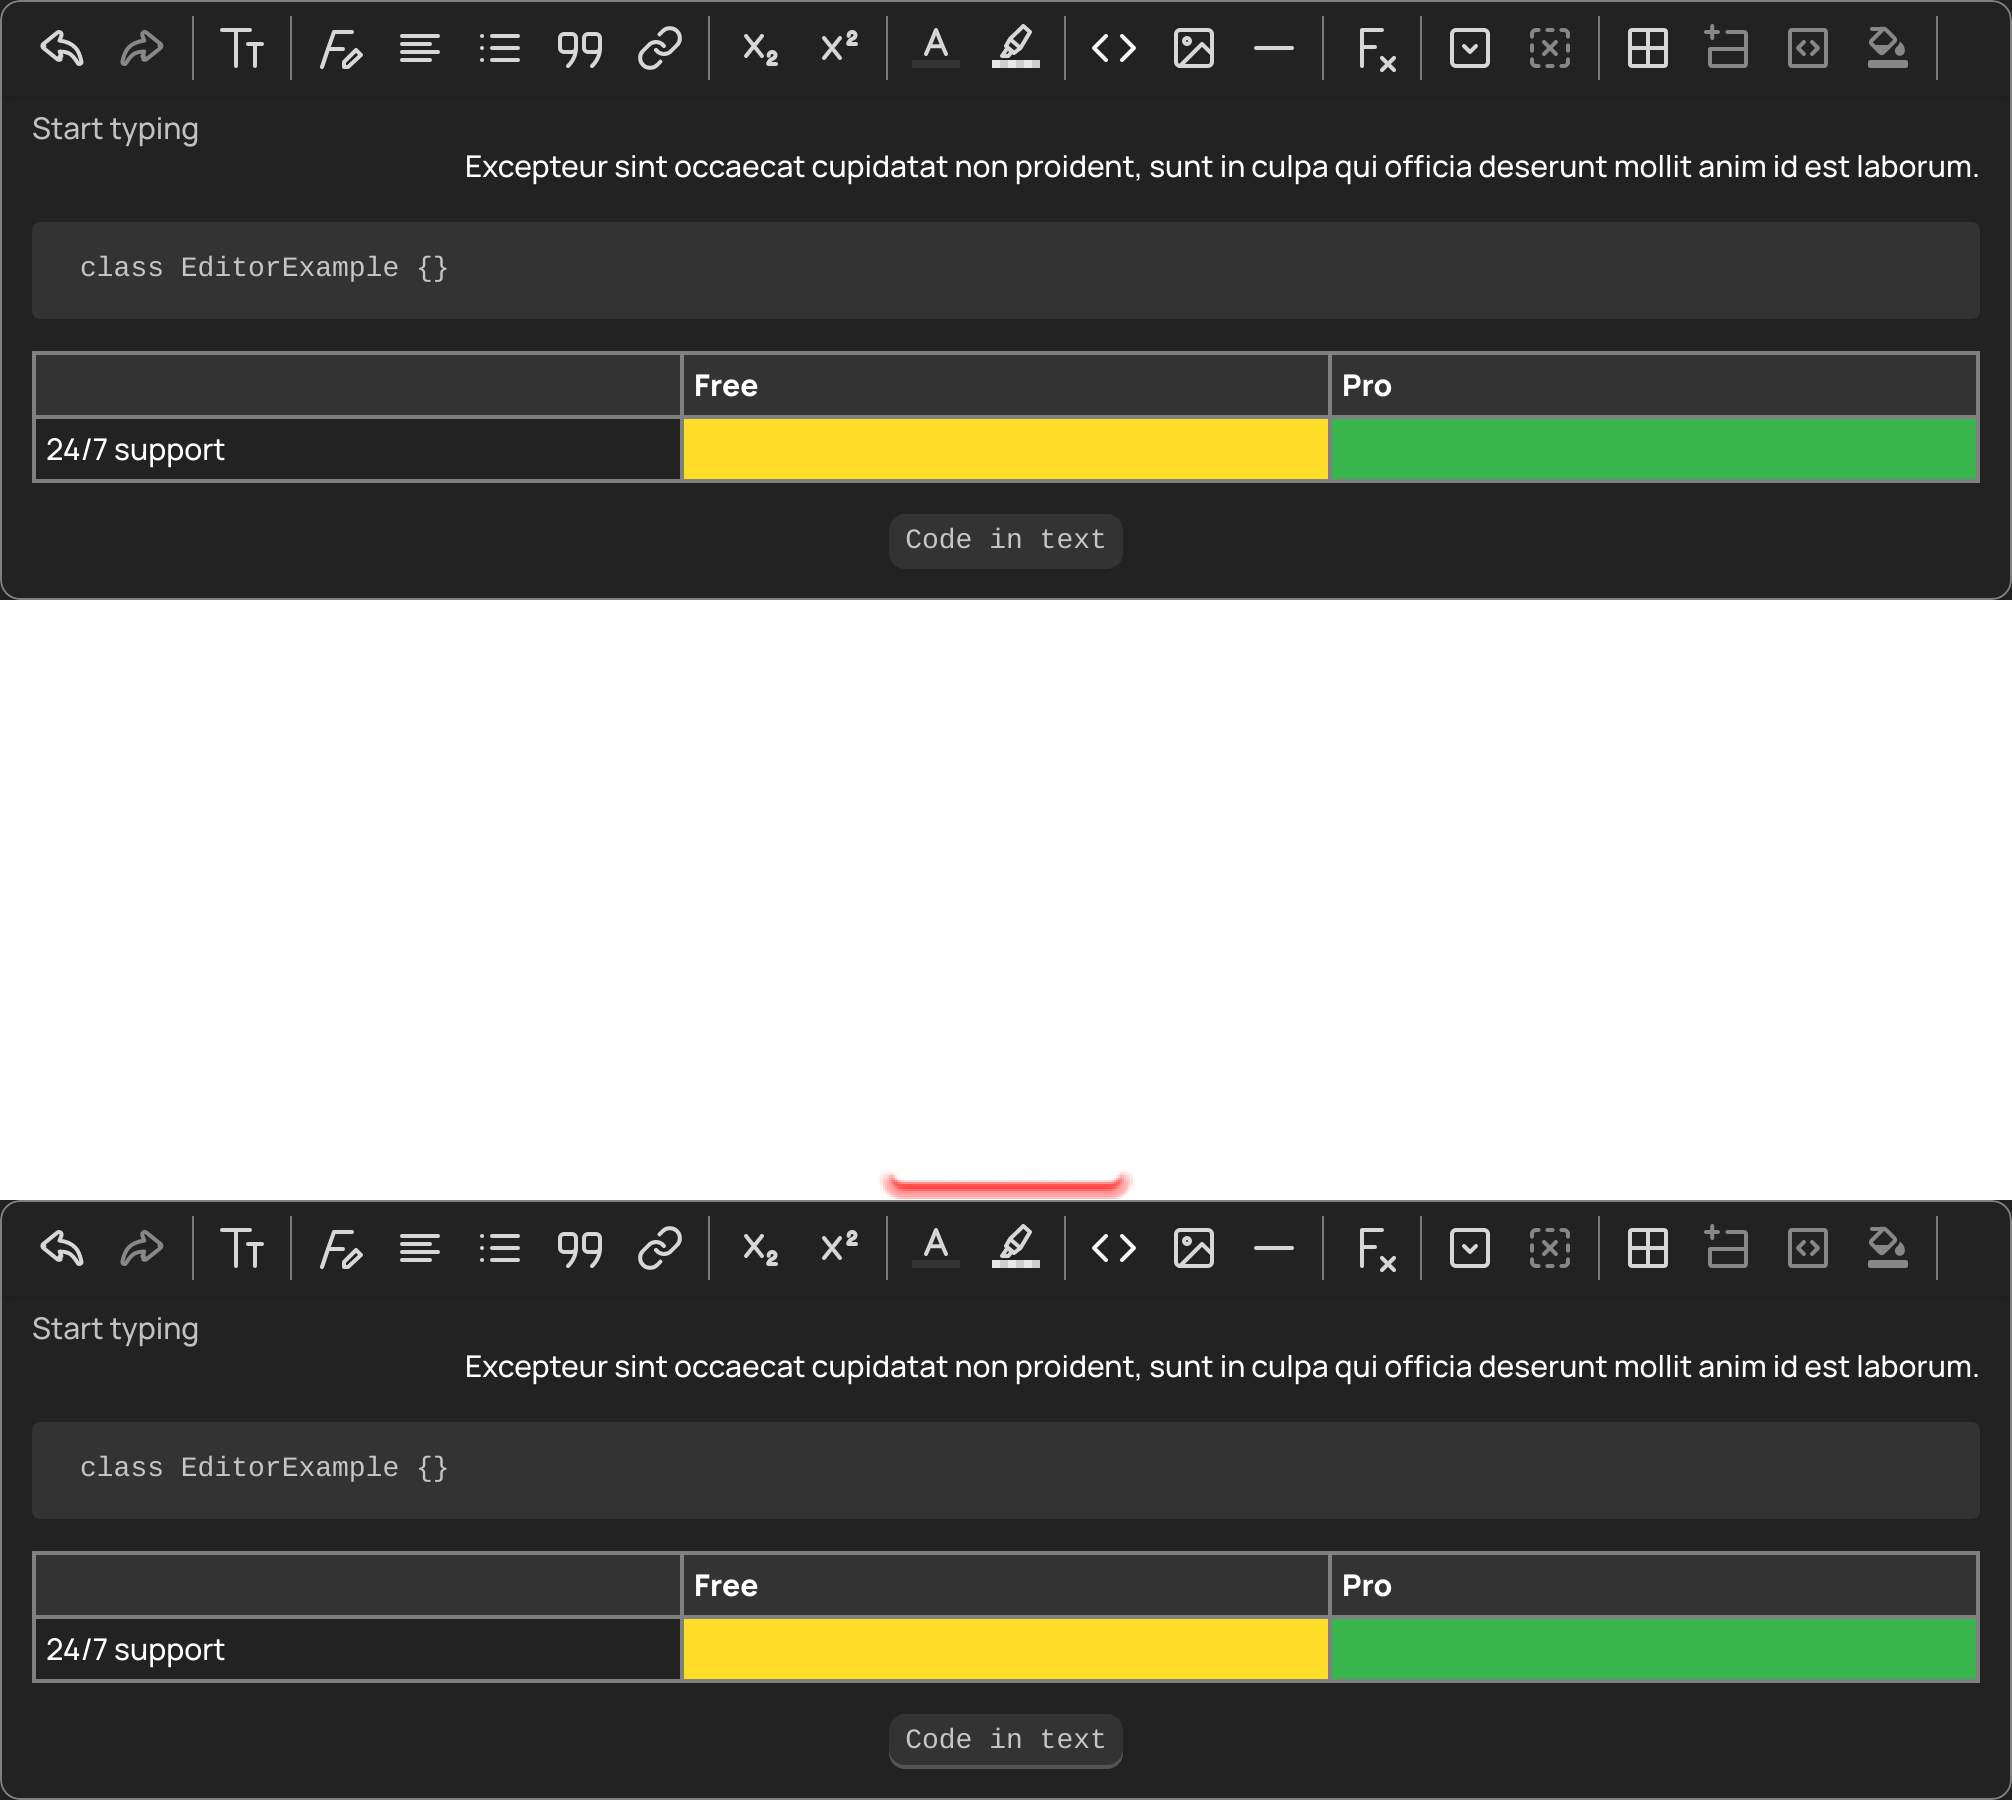 Start typing
Excepteur sint occaecat cupidatat non proident, sunt in culpa qui officia deserunt mollit anim id est laborum.
class EditorExample {}
Free Pro
24/7 support
Code in text
Start typing
Excepteur sint occaecat cupidatat non proident, sunt in culpa qui officia deserunt mollit anim id est laborum.
class EditorExample {}
Free Pro
24/7 support
Code in text